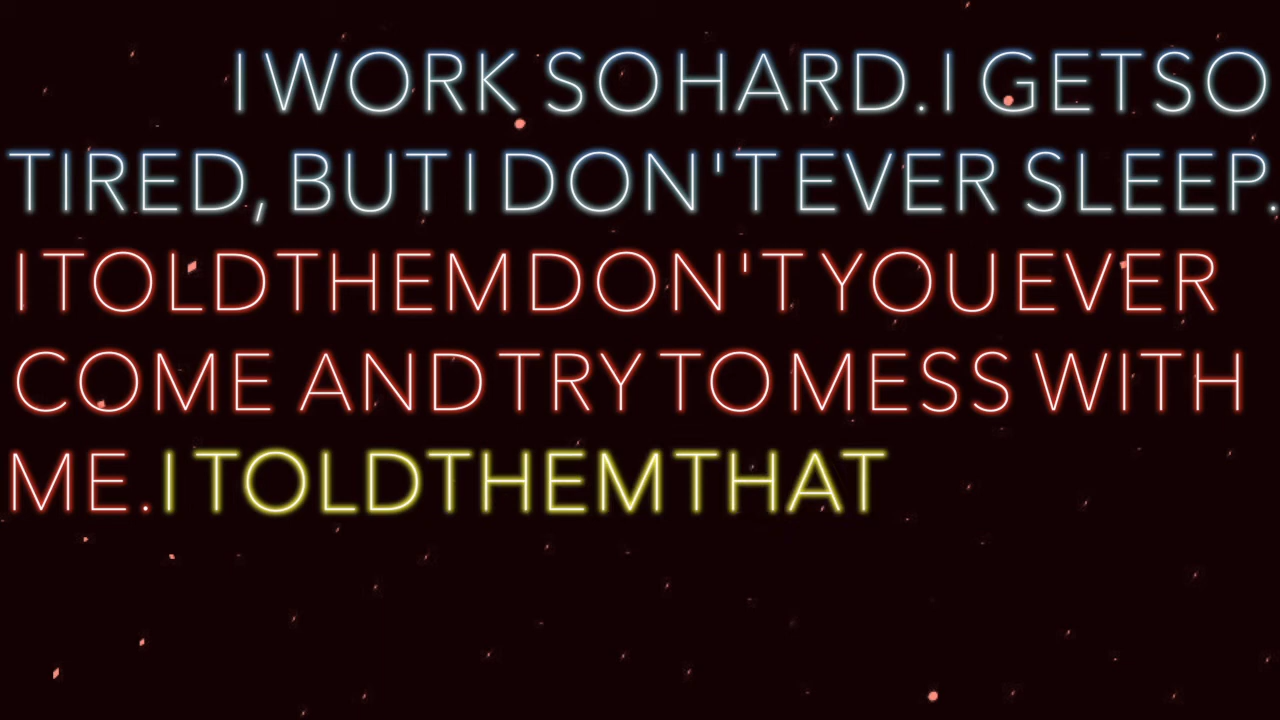 I WORK SO HARD. I GET SO
TIRED, BUT I DON'T EVER SLEEP.
I TOLD THEM DON'T YOU EVER
COME AND TRY TO MESS WITH
ME. I TOLD THEM THAT